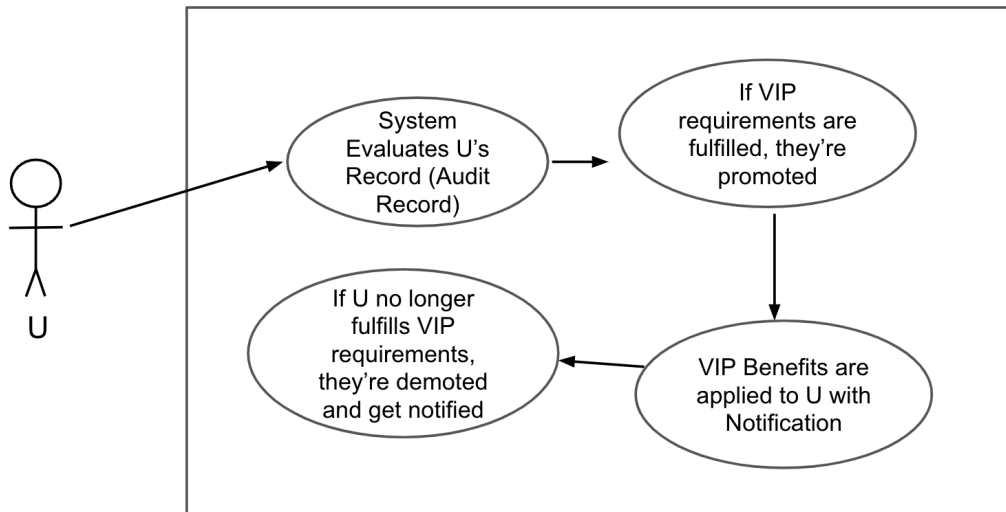 System
Evaluates U's
Record (Audit
Record)
If VIP
requirements are
fulfilled, they're
promoted
U
If U no longer
fulfills VIP
requirements,
they're demoted
and get notified
VIP Benefits are
applied to U with
Notification